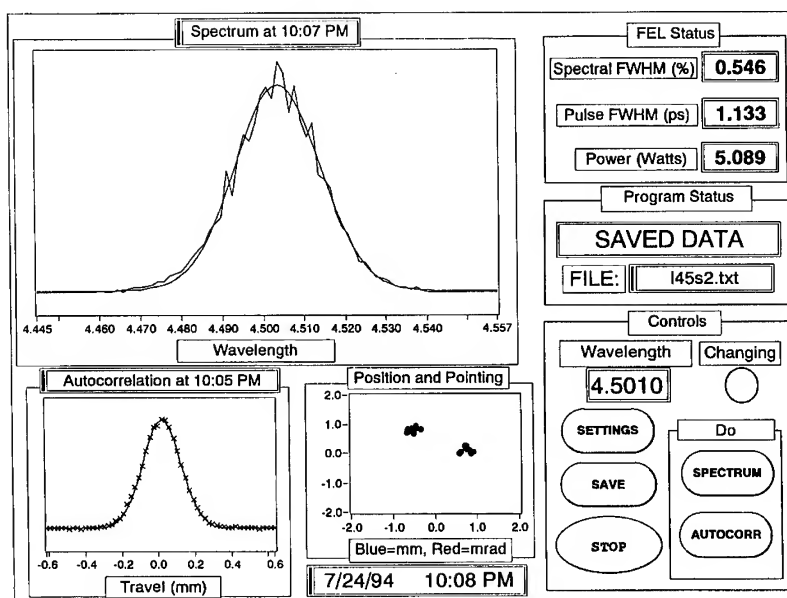 Spectrum at 10:07 PM
4.445 4.460 4.470 4.480 4.490 4.500 4.510 4.520 4.530 4.540 4.557
Wavelength
Autocorrelation at 10:05 PM
-0.6 -0.4 -0.2 0.0 0.2 0.4 0.6
Travel (mm)
Position and Pointing
2.0
1.0
0.0
-1.0
-2.0
-2.0 -1.0 0.0 1.0 2.0
Blue=mm, Red=mrad
7/24/94 10:08 PM
FEL Status
Spectral FWHM (%) 0.546
Pulse FWHM (ps) 1.133
Power (Watts) 5.089
Program Status
SAVED DATA
FILE: l45s2.txt
Controls
Wavelength Changing
4.5010
SETTINGS
SAVE
STOP
Do
SPECTRUM
AUTOCORR